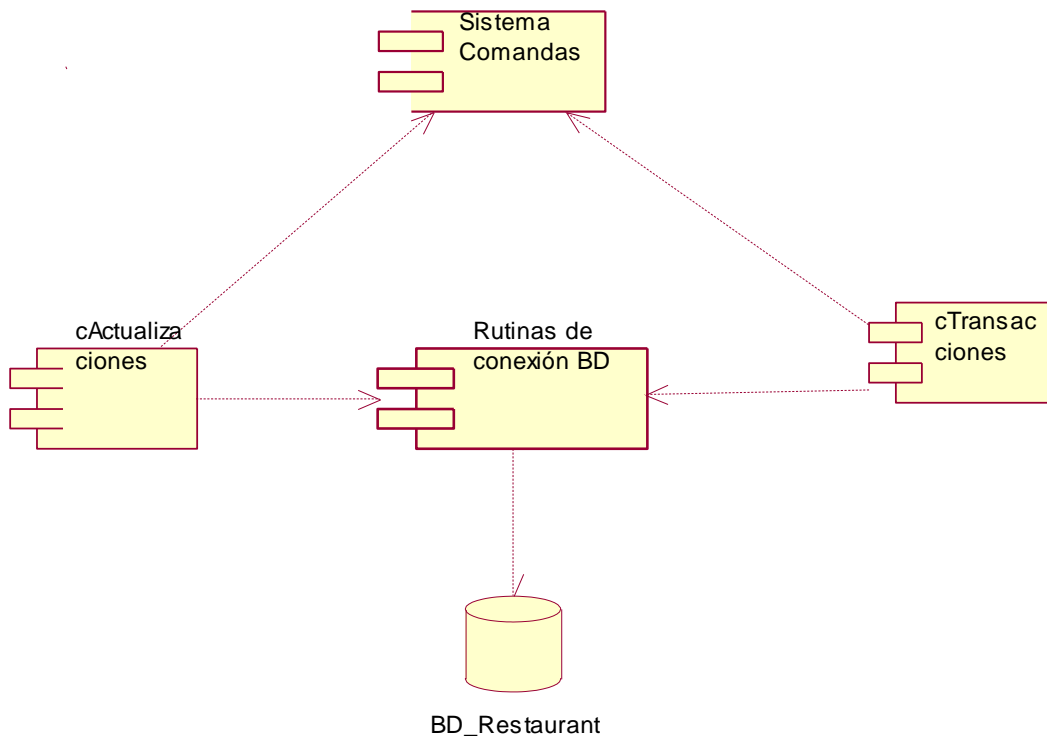 Sistema
Comandas
cActualiza
ciones
Rutinas de
conexión BD
cTransac
ciones
BD_Restaurant